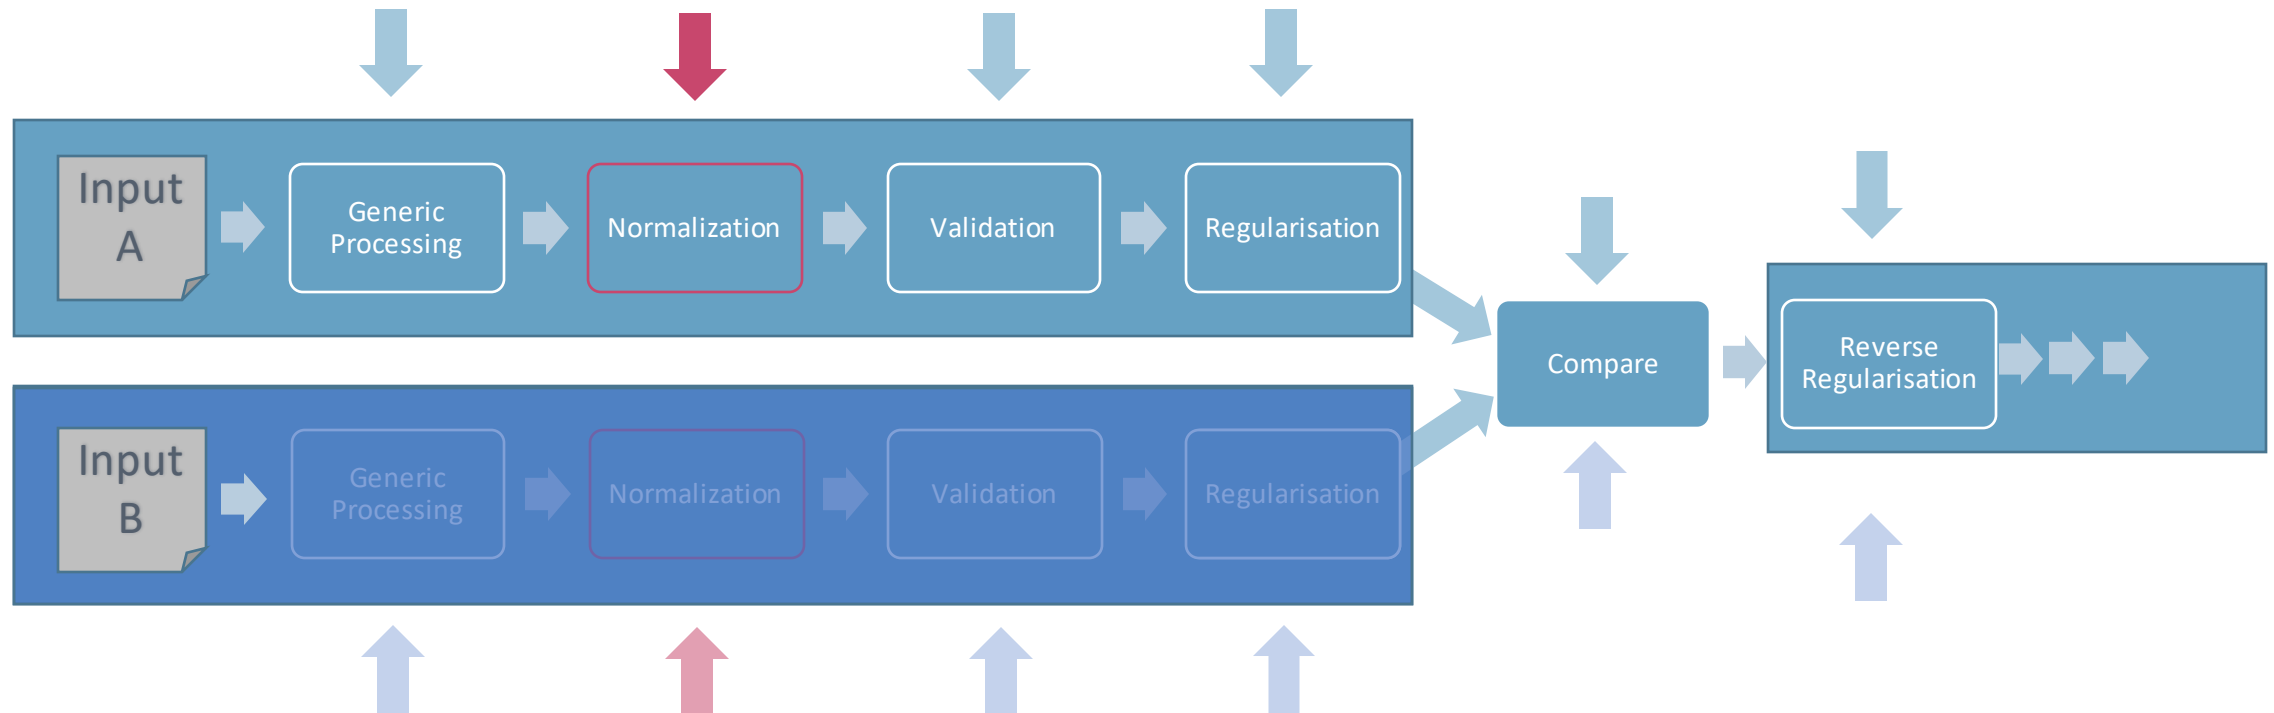 Input
A
Generic
Processing
Normalization
Validation
Regularisation
Compare
Reverse
Regularisation
Input
B
Generic
Processing
Normalization
Validation
Regularisation